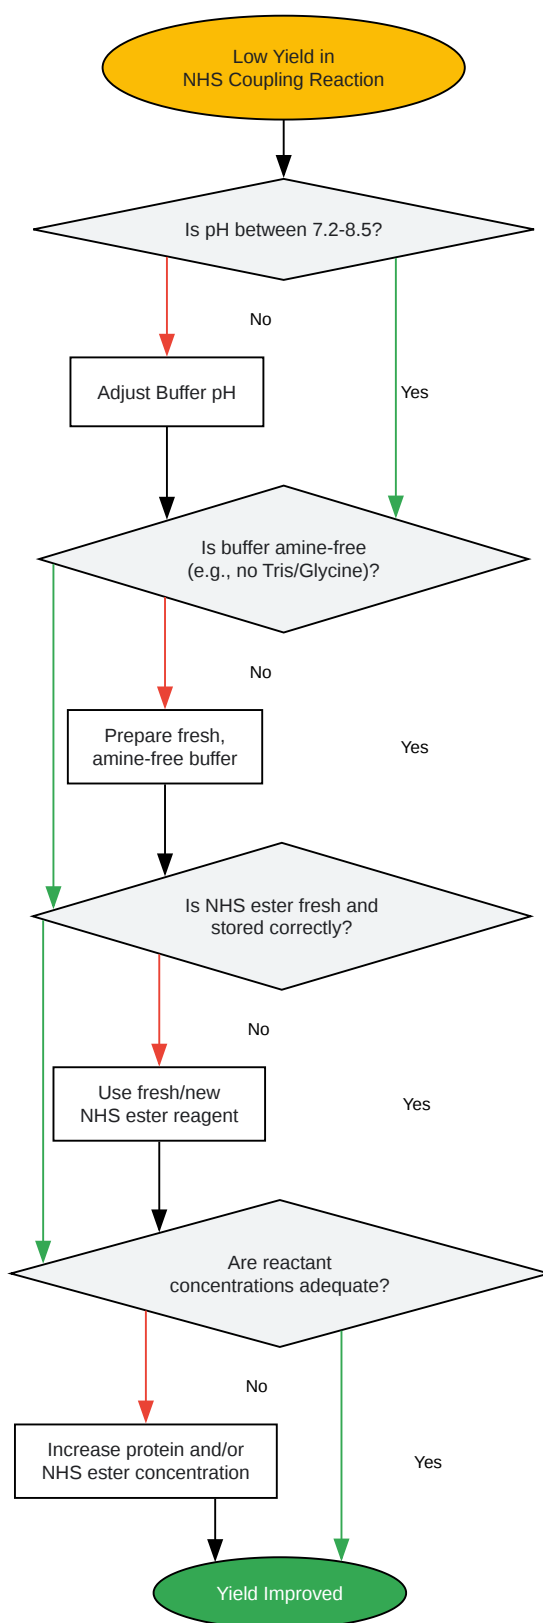 Low Yield in
NHS Coupling Reaction
Is pH between 7.2-8.5?
No
Adjust Buffer pH
Yes
Is buffer amine-free
(e.g., no Tris/Glycine)?
No
Prepare fresh,
amine-free buffer
Yes
Is NHS ester fresh and
stored correctly?
No
Use fresh/new
NHS ester reagent
Yes
Are reactant
concentrations adequate?
No
Increase protein and/or
NHS ester concentration
Yes
Yield Improved